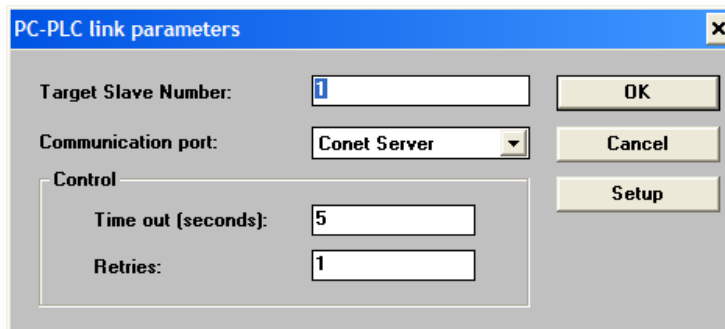 PC-PLC link parameters
Target Slave Number: 1 OK
Communication port: Conet Server Cancel
Control Setup
Time out (seconds): 5
Retries: 1